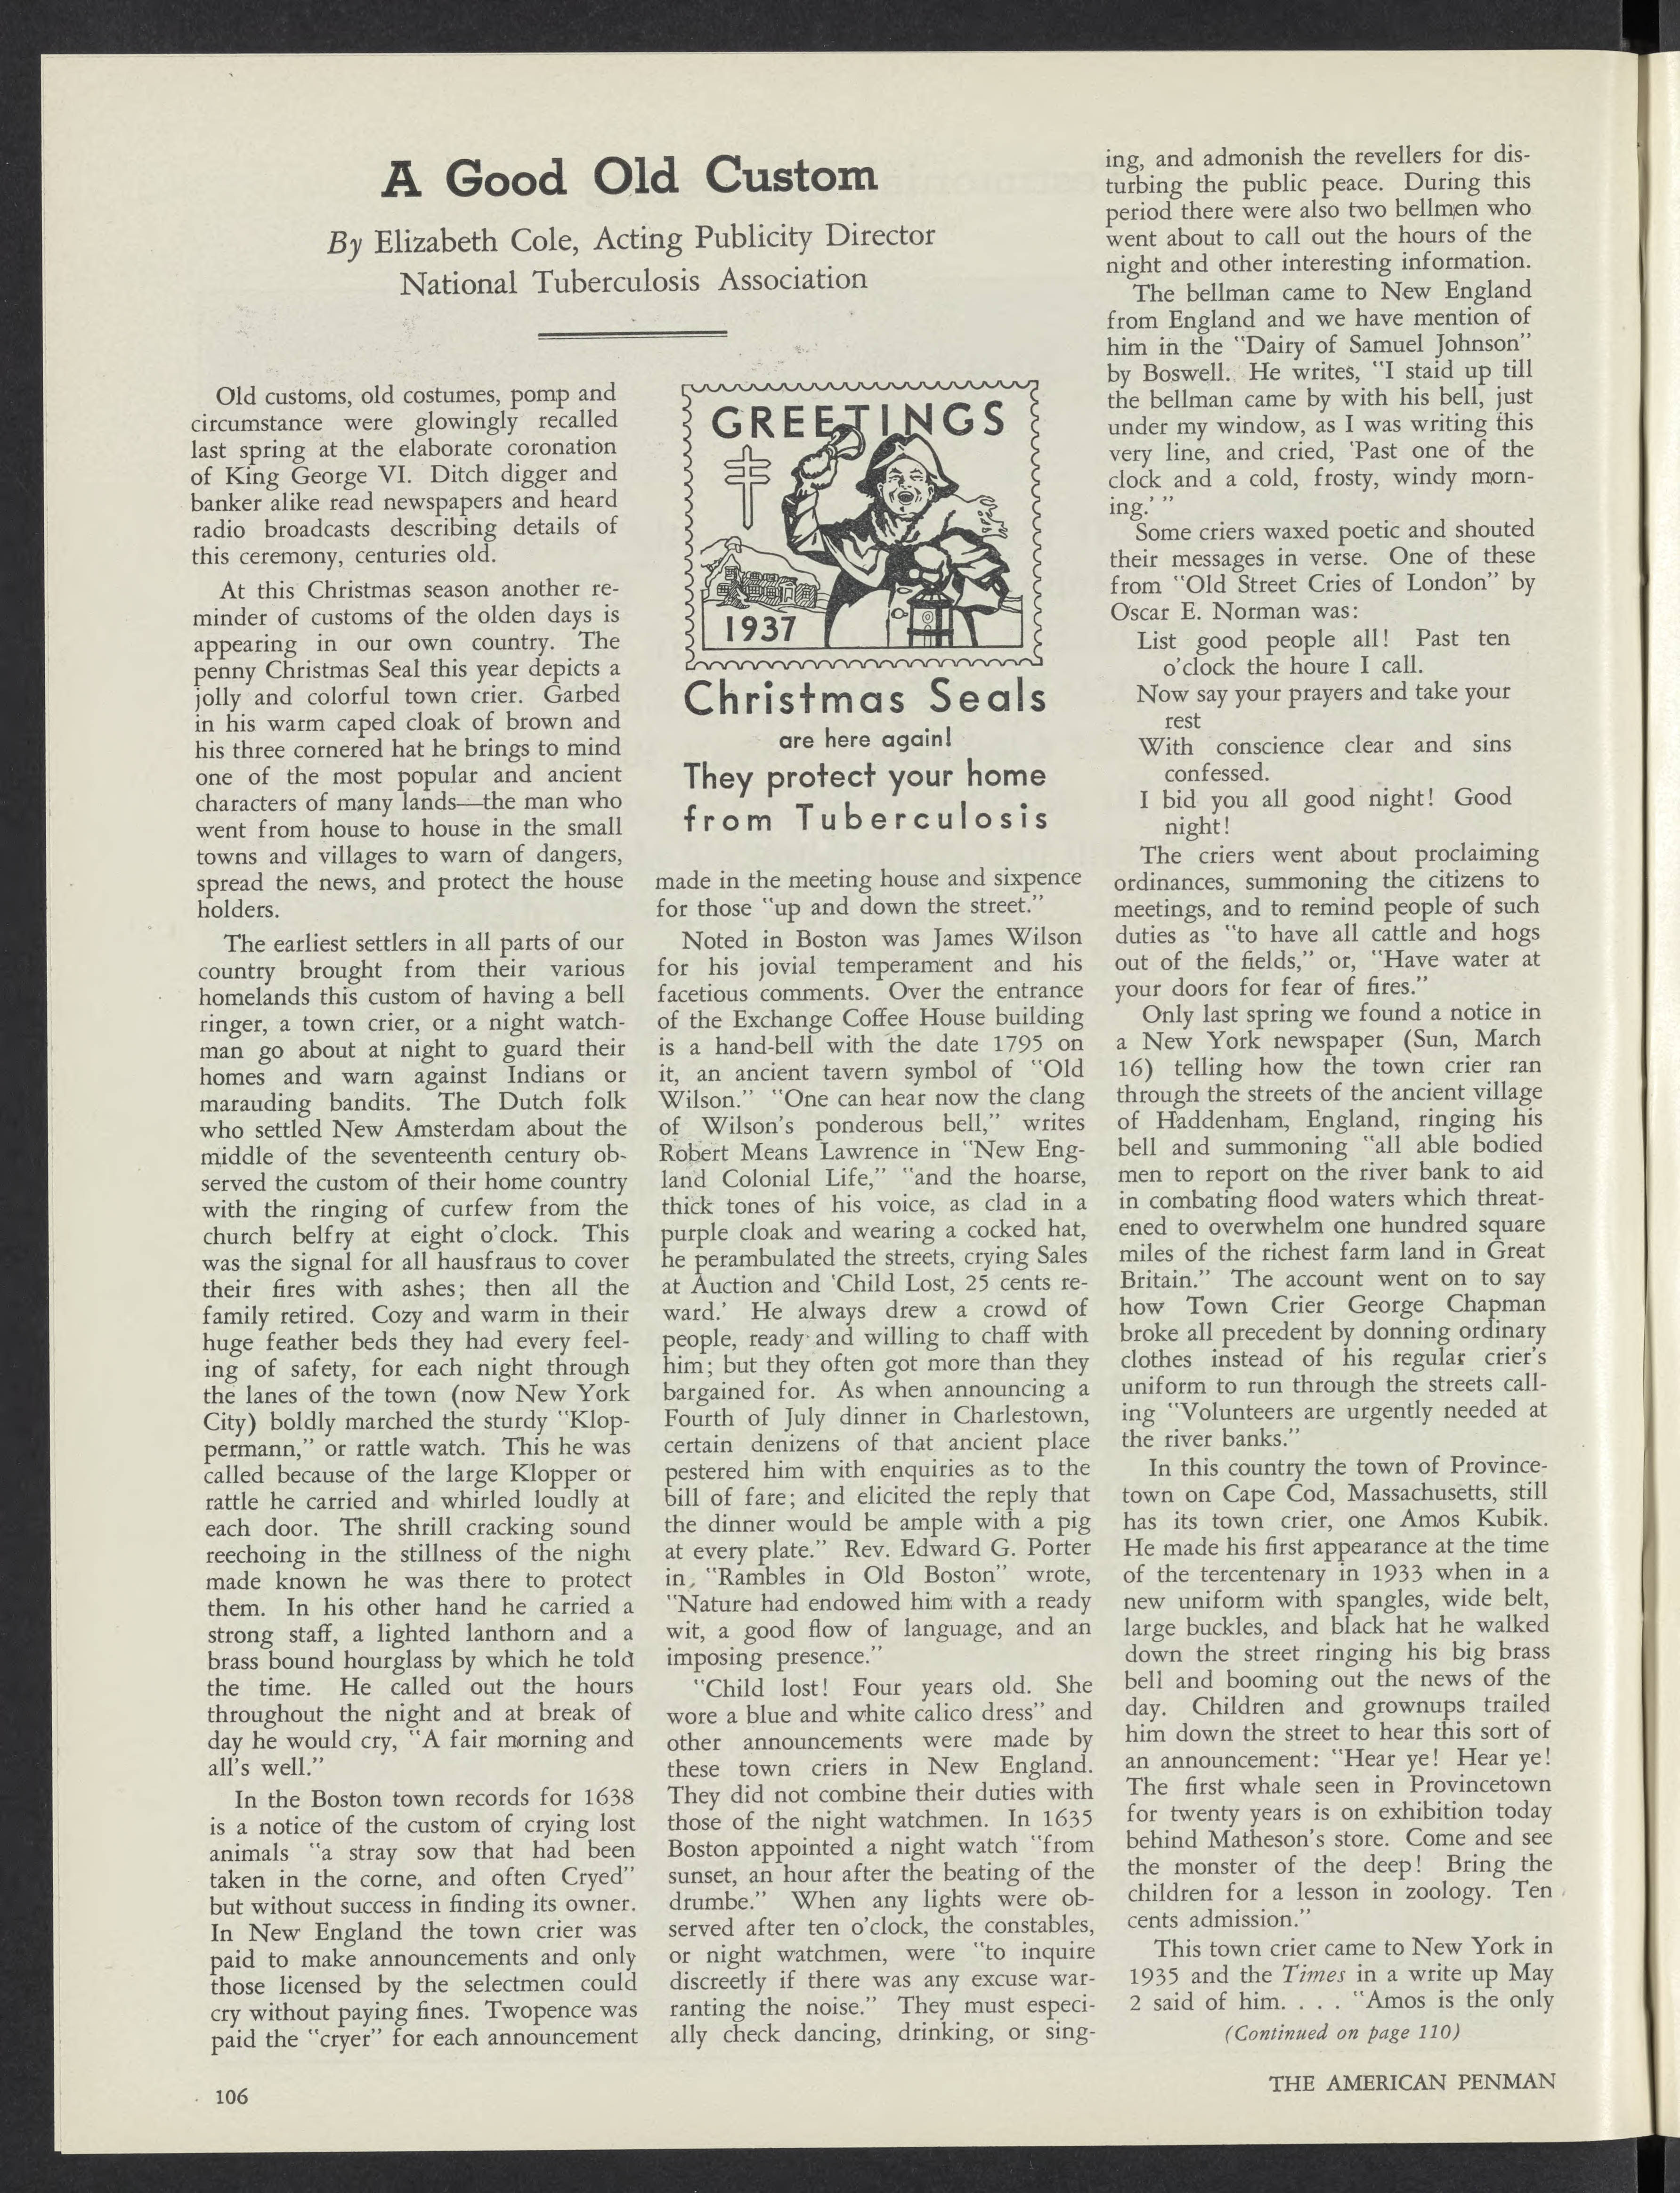 A Good Old Custom
By Elizabeth Cole, Acting Publicity Director
National Tuberculosis Association
Old customs, old costumes, pomp and
circumstance were glowingly recalled
last spring at the elaborate coronation
of King George VI. Ditch digger and
banker alike read newspapers and heard
radio broadcasts describing details of
this ceremony, centuries old.
At this Christmas season another re-
minder of customs of the olden days is
appearing in our own country. The
penny Christmas Seal this year depicts a
jolly and colorful town crier. Garbed
in his warm caped cloak of brown and
his three cornered hat he brings to mind
one of the most popular and ancient
characters of many lands—the man who
went from house to house in the small
towns and villages to warn of dangers,
spread the news, and protect the house
holders.
The earliest settlers in all parts of our
country brought from their various
homelands this custom of having a bell
ringer, a town crier, or a night watch-
man go about at night to guard their
homes and warn against Indians or
marauding bandits. The Dutch folk
who settled New Amsterdam about the
middle of the seventeenth century ob-
served the custom of their home country
with the ringing of curfew from the
church belfry at eight o'clock. This
was the signal for all hausfraus to cover
their fires with ashes; then all the
family retired. Cozy and warm in their
huge feather beds they had every feel-
ing of safety, for each night through
the lanes of the town (now New York
City) boldly marched the sturdy "Klop-
permann," or rattle watch. This he was
called because of the large Klopper or
rattle he carried and whirled loudly at
each door. The shrill cracking sound
reechoing in the stillness of the night
made known he was there to protect
them. In his other hand he carried a
strong staff, a lighted lanthorn and a
brass bound hourglass by which he told
the time. He called out the hours
throughout the night and at break of
day he would cry, "A fair morning and
all's well."
In the Boston town records for 1638
is a notice of the custom of crying lost
animals "a stray sow that had been
taken in the corne, and often Cryed"
but without success in finding its owner.
In New England the town crier was
paid to make announcements and only
those licensed by the selectmen could
cry without paying fines. Twopence was
paid the "cryer" for each announcement
GREETINGS
1937
Christmas Seals
are here again!
They protect your home
from Tuberculosis
made in the meeting house and sixpence
for those "up and down the street."
Noted in Boston was James Wilson
for his jovial temperament and his
facetious comments. Over the entrance
of the Exchange Coffee House building
is a hand-bell with the date 1795 on
it, an ancient tavern symbol of "Old
Wilson." "One can hear now the clang
of Wilson's ponderous bell," writes
Robert Means Lawrence in "New Eng-
land Colonial Life," "and the hoarse,
thick tones of his voice, as clad in a
purple cloak and wearing a cocked hat,
he perambulated the streets, crying Sales
at Auction and 'Child Lost, 25 cents re-
ward.' He always drew a crowd of
people, ready and willing to chaff with
him; but they often got more than they
bargained for. As when announcing a
Fourth of July dinner in Charlestown,
certain denizens of that ancient place
pestered him with enquiries as to the
bill of fare; and elicited the reply that
the dinner would be ample with a pig
at every plate." Rev. Edward G. Porter
in, "Rambles in Old Boston" wrote,
"Nature had endowed him with a ready
wit, a good flow of language, and an
imposing presence."
"Child lost! Four years old. She
wore a blue and white calico dress" and
other announcements were made by
these town criers in New England.
They did not combine their duties with
those of the night watchmen. In 1635
Boston appointed a night watch "from
sunset, an hour after the beating of the
drumbe." When any lights were ob-
served after ten o'clock, the constables,
or night watchmen, were "to inquire
discreetly if there was any excuse war-
ranting the noise." They must especi-
ally check dancing, drinking, or sing-
ing, and admonish the revellers for dis-
turbing the public peace. During this
period there were also two bellmen who
went about to call out the hours of the
night and other interesting information.
The bellman came to New England
from England and we have mention of
him in the "Dairy of Samuel Johnson"
by Boswell. He writes, "I staid up till
the bellman came by with his bell, just
under my window, as I was writing this
very line, and cried, 'Past one of the
clock and a cold, frosty, windy morn-
ing.' "
Some criers waxed poetic and shouted
their messages in verse. One of these
from "Old Street Cries of London" by
Oscar E. Norman was:
List good people all! Past ten
o'clock the houre I call.
Now say your prayers and take your
rest
With conscience clear and sins
confessed.
I bid you all good night! Good
night!
The criers went about proclaiming
ordinances, summoning the citizens to
meetings, and to remind people of such
duties as "to have all cattle and hogs
out of the fields," or, "Have water at
your doors for fear of fires."
Only last spring we found a notice in
a New York newspaper (Sun, March
16) telling how the town crier ran
through the streets of the ancient village
of Haddenham, England, ringing his
bell and summoning "all able bodied
men to report on the river bank to aid
in combating flood waters which threat-
ened to overwhelm one hundred square
miles of the richest farm land in Great
Britain." The account went on to say
how Town Crier George Chapman
broke all precedent by donning ordinary
clothes instead of his regular crier's
uniform to run through the streets call-
ing "Volunteers are urgently needed at
the river banks."
In this country the town of Province-
town on Cape Cod, Massachusetts, still
has its town crier, one Amos Kubik.
He made his first appearance at the time
of the tercentenary in 1933 when in a
new uniform with spangles, wide belt,
large buckles, and black hat he walked
down the street ringing his big brass
bell and booming out the news of the
day. Children and grownups trailed
him down the street to hear this sort of
an announcement: "Hear ye! Hear ye!
The first whale seen in Provincetown
for twenty years is on exhibition today
behind Matheson's store. Come and see
the monster of the deep! Bring the
children for a lesson in zoology. Ten
cents admission."
This town crier came to New York in
1935 and the Times in a write up May
2 said of him. . . . "Amos is the only
(Continued on page 110)
106
THE AMERICAN PENMAN